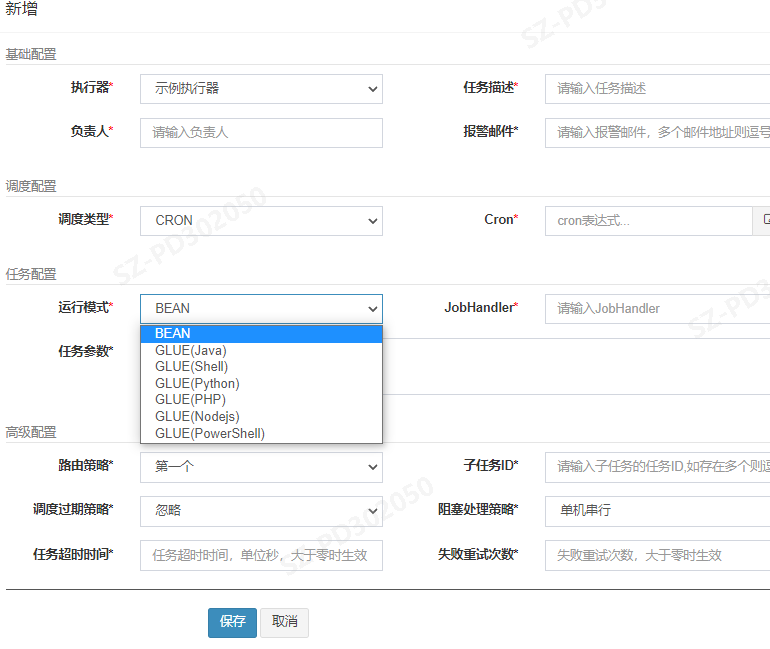 新增
基础配置
执行器* 示例执行器 任务描述* 请输入任务描述
负责人* 请输入负责人 报警邮件* 请输入报警邮件，多个邮件地址则逗号
调度配置
调度类型* CRON Cron* cron表达式...
任务配置
运行模式* BEAN JobHandler* 请输入JobHandler
BEAN
任务参数* GLUE(Java)
GLUE(Shell)
GLUE(Python)
GLUE(PHP)
GLUE(Nodejs)
GLUE(PowerShell)
高级配置
路由策略* 第一个 子任务ID* 请输入子任务的任务ID,如存在多个则逗
调度过期策略* 忽略 阻塞处理策略* 单机串行
任务超时时间* 任务超时时间，单位秒，大于零时生效 失败重试次数* 失败重试次数，大于零时生效
保存 取消
SZ-PD302050
SZ-PD302050